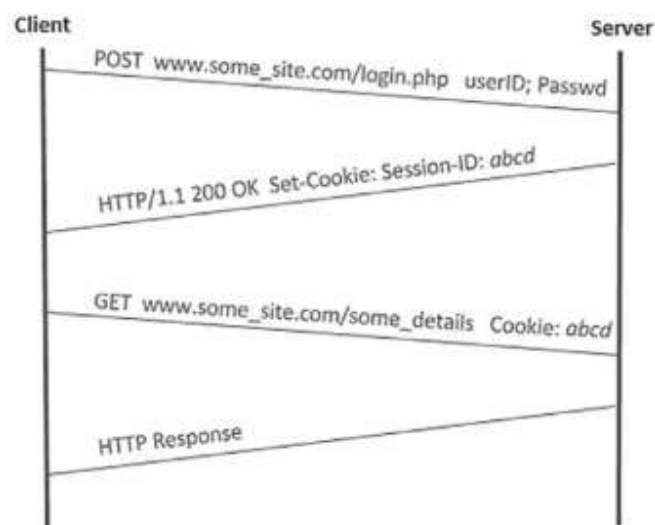 Client
Server
POST www.some_site.com/login.php userID; Passwd
HTTP/1.1 200 OK Set-Cookie: Session-ID: abcd
GET www.some_site.com/some_details Cookie: abcd
HTTP Response